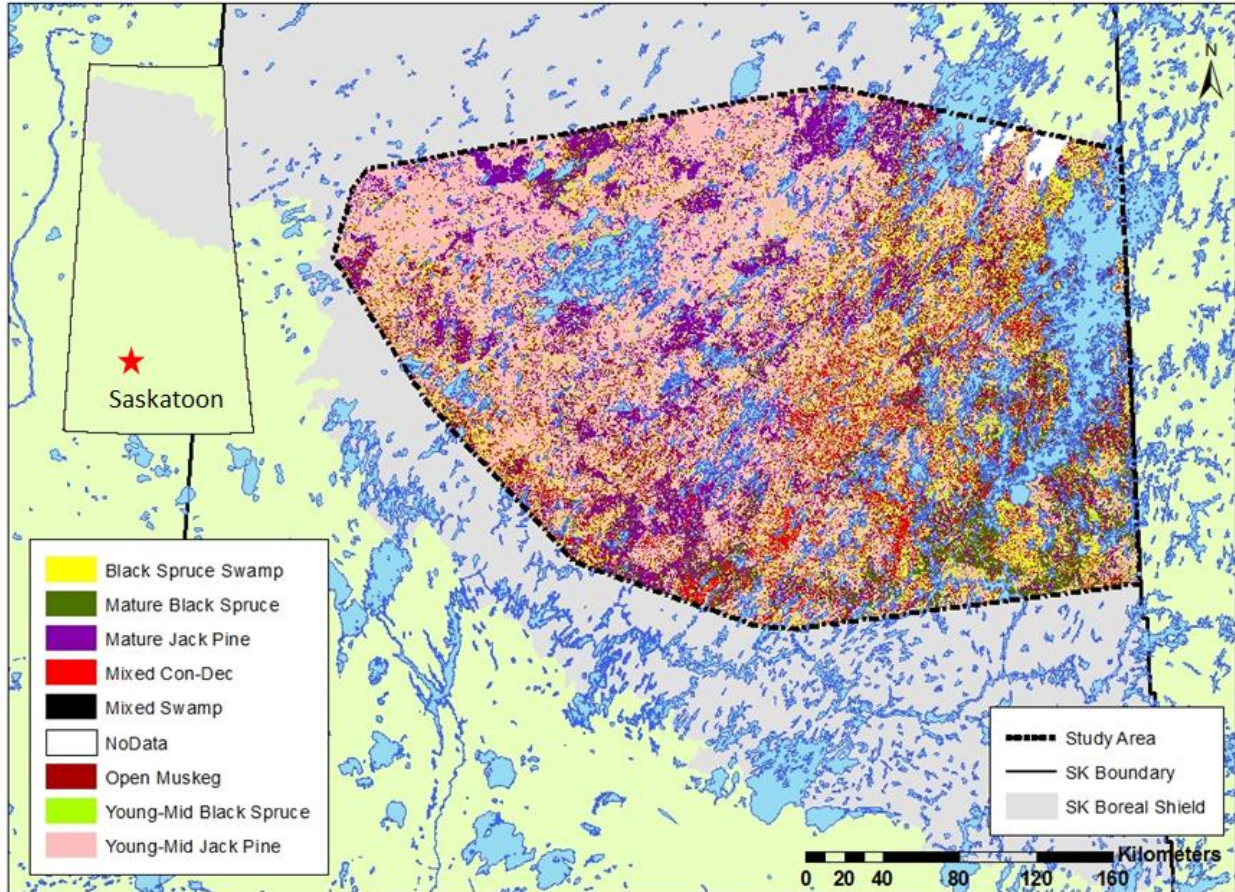 N
Saskatoon
Black Spruce Swamp
Mature Black Spruce
Mature Jack Pine
Mixed Con-Dec
Mixed Swamp
NoData
Open Muskeg
Young-Mid Black Spruce
Young-Mid Jack Pine
Study Area
SK Boundary
SK Boreal Shield
Kilometers
0 20 40 80 120 160